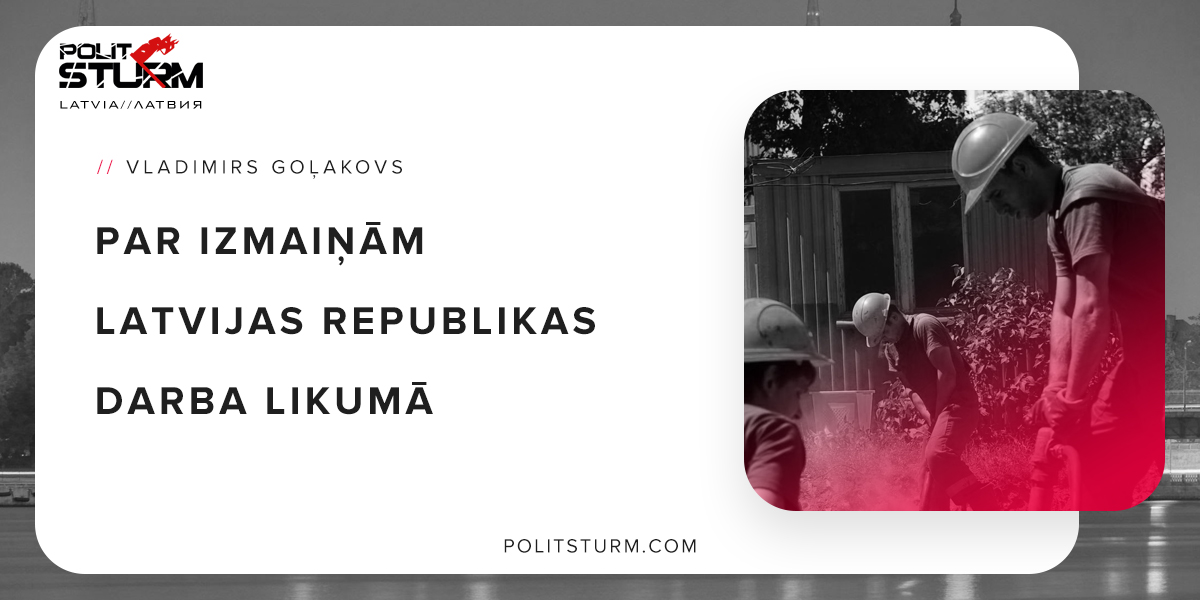 POLIT
STURM
LATVIA//ЛАТВИЯ
// VLADIMIRS GOĻAKOVS
PAR IZMAIŅĀM
LATVIJAS REPUBLIKAS
DARBA LIKUMĀ
POLITSTURM.COM